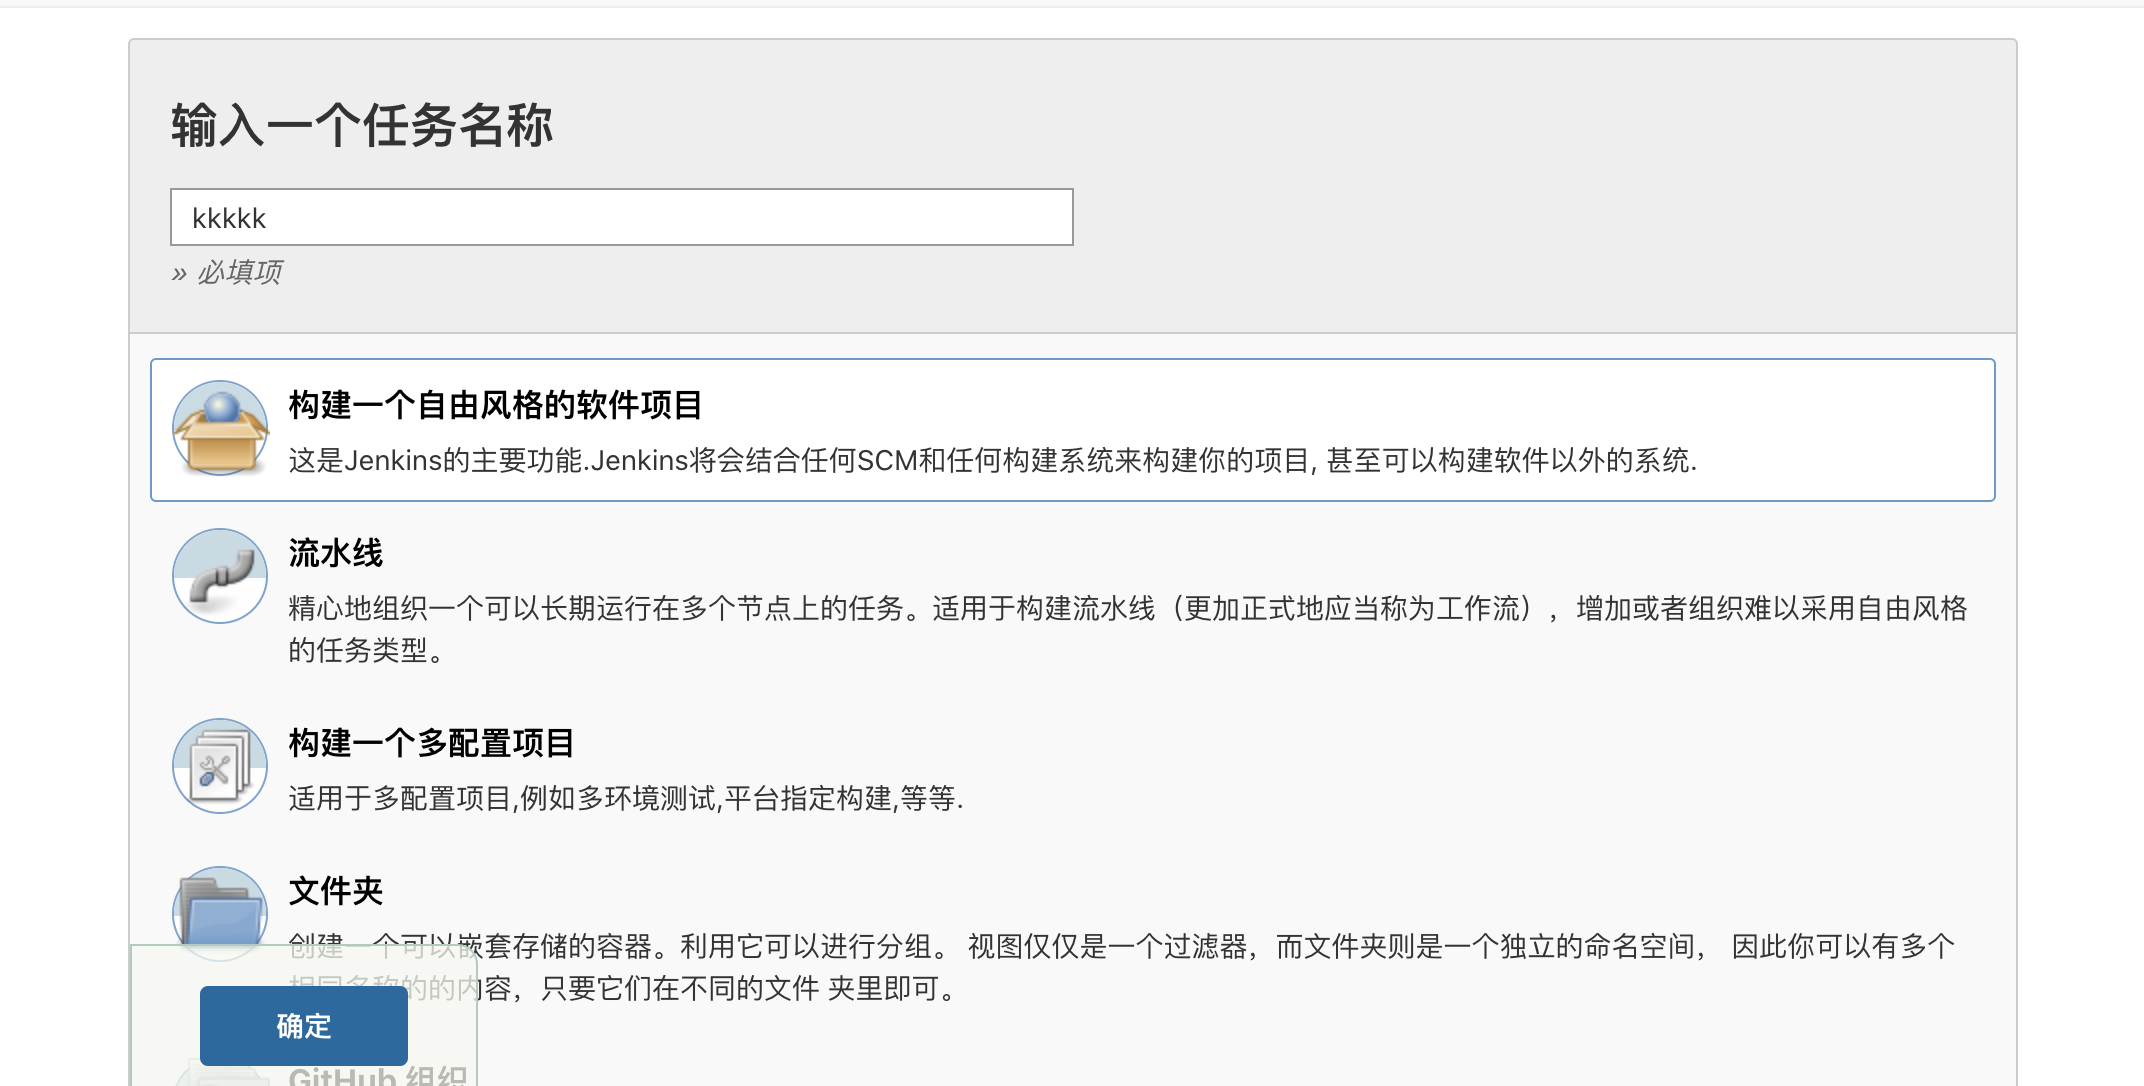 输入一个任务名称
kkkkk
» 必填项
构建一个自由风格的软件项目
这是Jenkins的主要功能.Jenkins将会结合任何SCM和任何构建系统来构建你的项目, 甚至可以构建软件以外的系统.
流水线
精心地组织一个可以长期运行在多个节点上的任务。适用于构建流水线（更加正式地应当称为工作流），增加或者组织难以采用自由风格
的任务类型。
构建一个多配置项目
适用于多配置项目,例如多环境测试,平台指定构建,等等.
文件夹
创建一个可以嵌套存储的容器。利用它可以进行分组。 视图仅仅是一个过滤器，而文件夹则是一个独立的命名空间， 因此你可以有多个
相同名称的的内容，只要它们在不同的文件 夹里即可。
确定
GitHub 组织